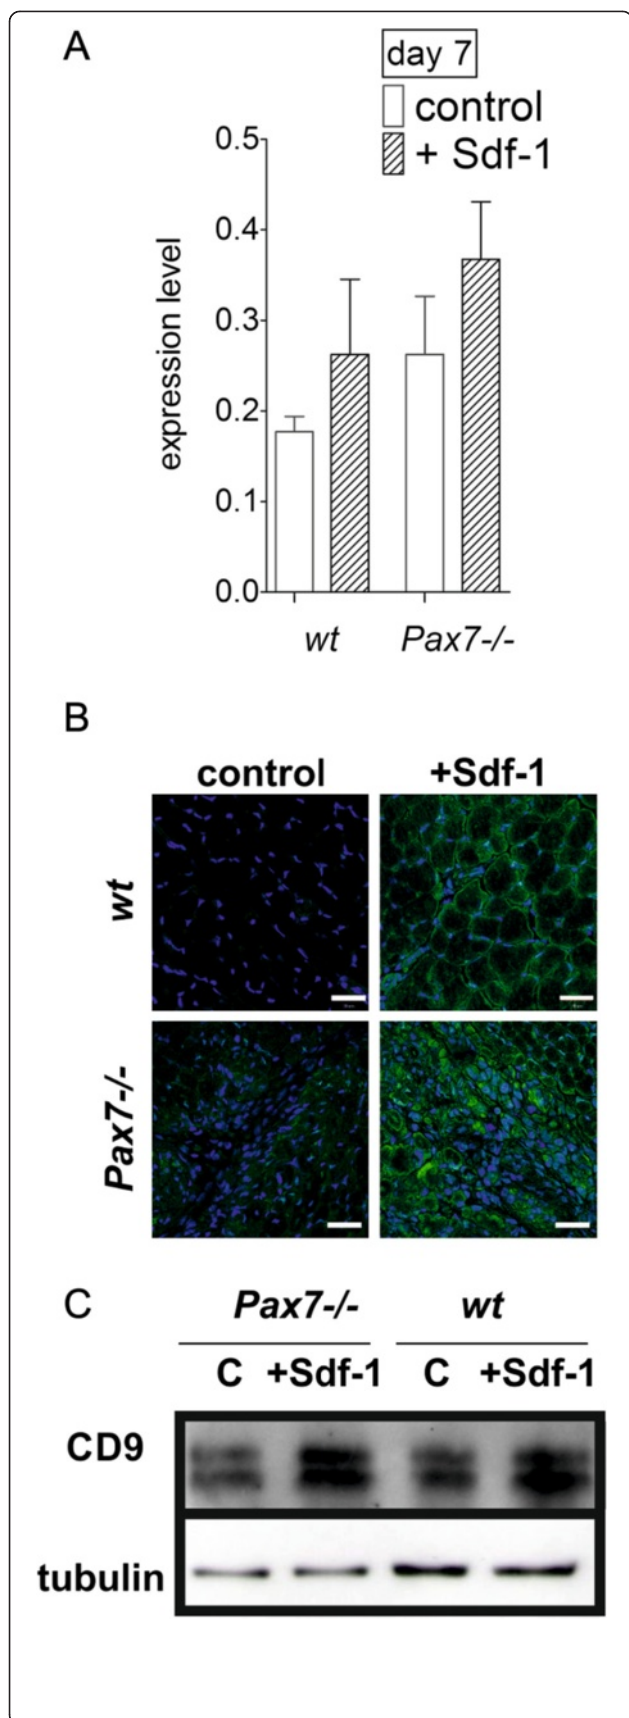 A
day 7
control
+ Sdf-1
0.5
0.4
0.3
0.2
0.1
0.0
expression level
wt Pax7-/-
B
control +Sdf-1
wt
Pax7-/-
C
Pax7-/- wt
C +Sdf-1 C +Sdf-1
CD9
tubulin